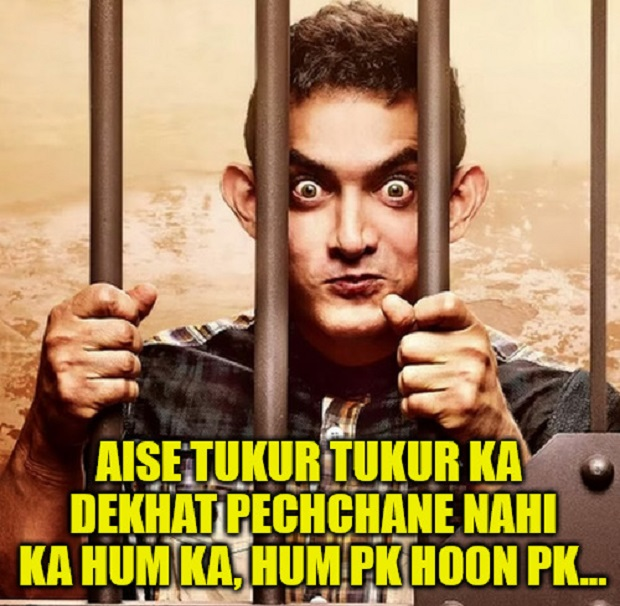 AISE TUKUR TUKUR KA
DEKHAT PECHCHANE NAHI
KA HUM KA, HUM PK HOON PK...